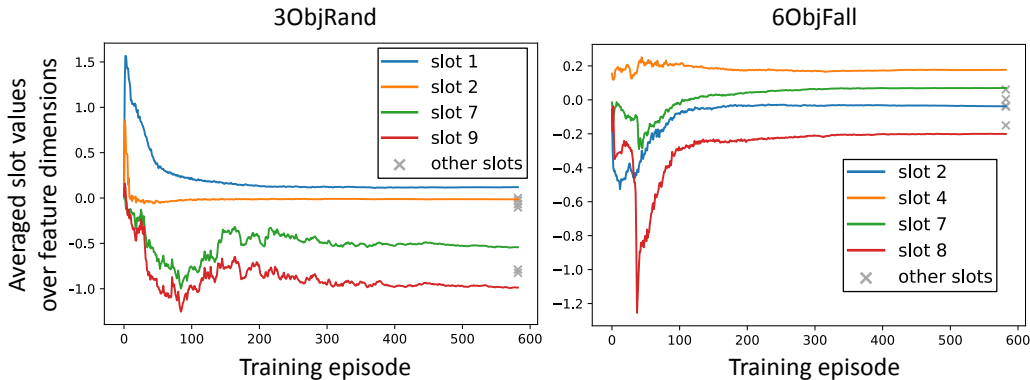 3ObjRand
6ObjFall
Averaged slot values
over feature dimensions
1.5
1.0
0.5
0.0
−0.5
−1.0
slot 1
slot 2
slot 7
slot 9
other slots
0 100 200 300 400 500 600
Training episode
0.2
0.0
−0.2
−0.4
−0.6
−0.8
−1.0
−1.2
slot 2
slot 4
slot 7
slot 8
other slots
0 100 200 300 400 500 600
Training episode